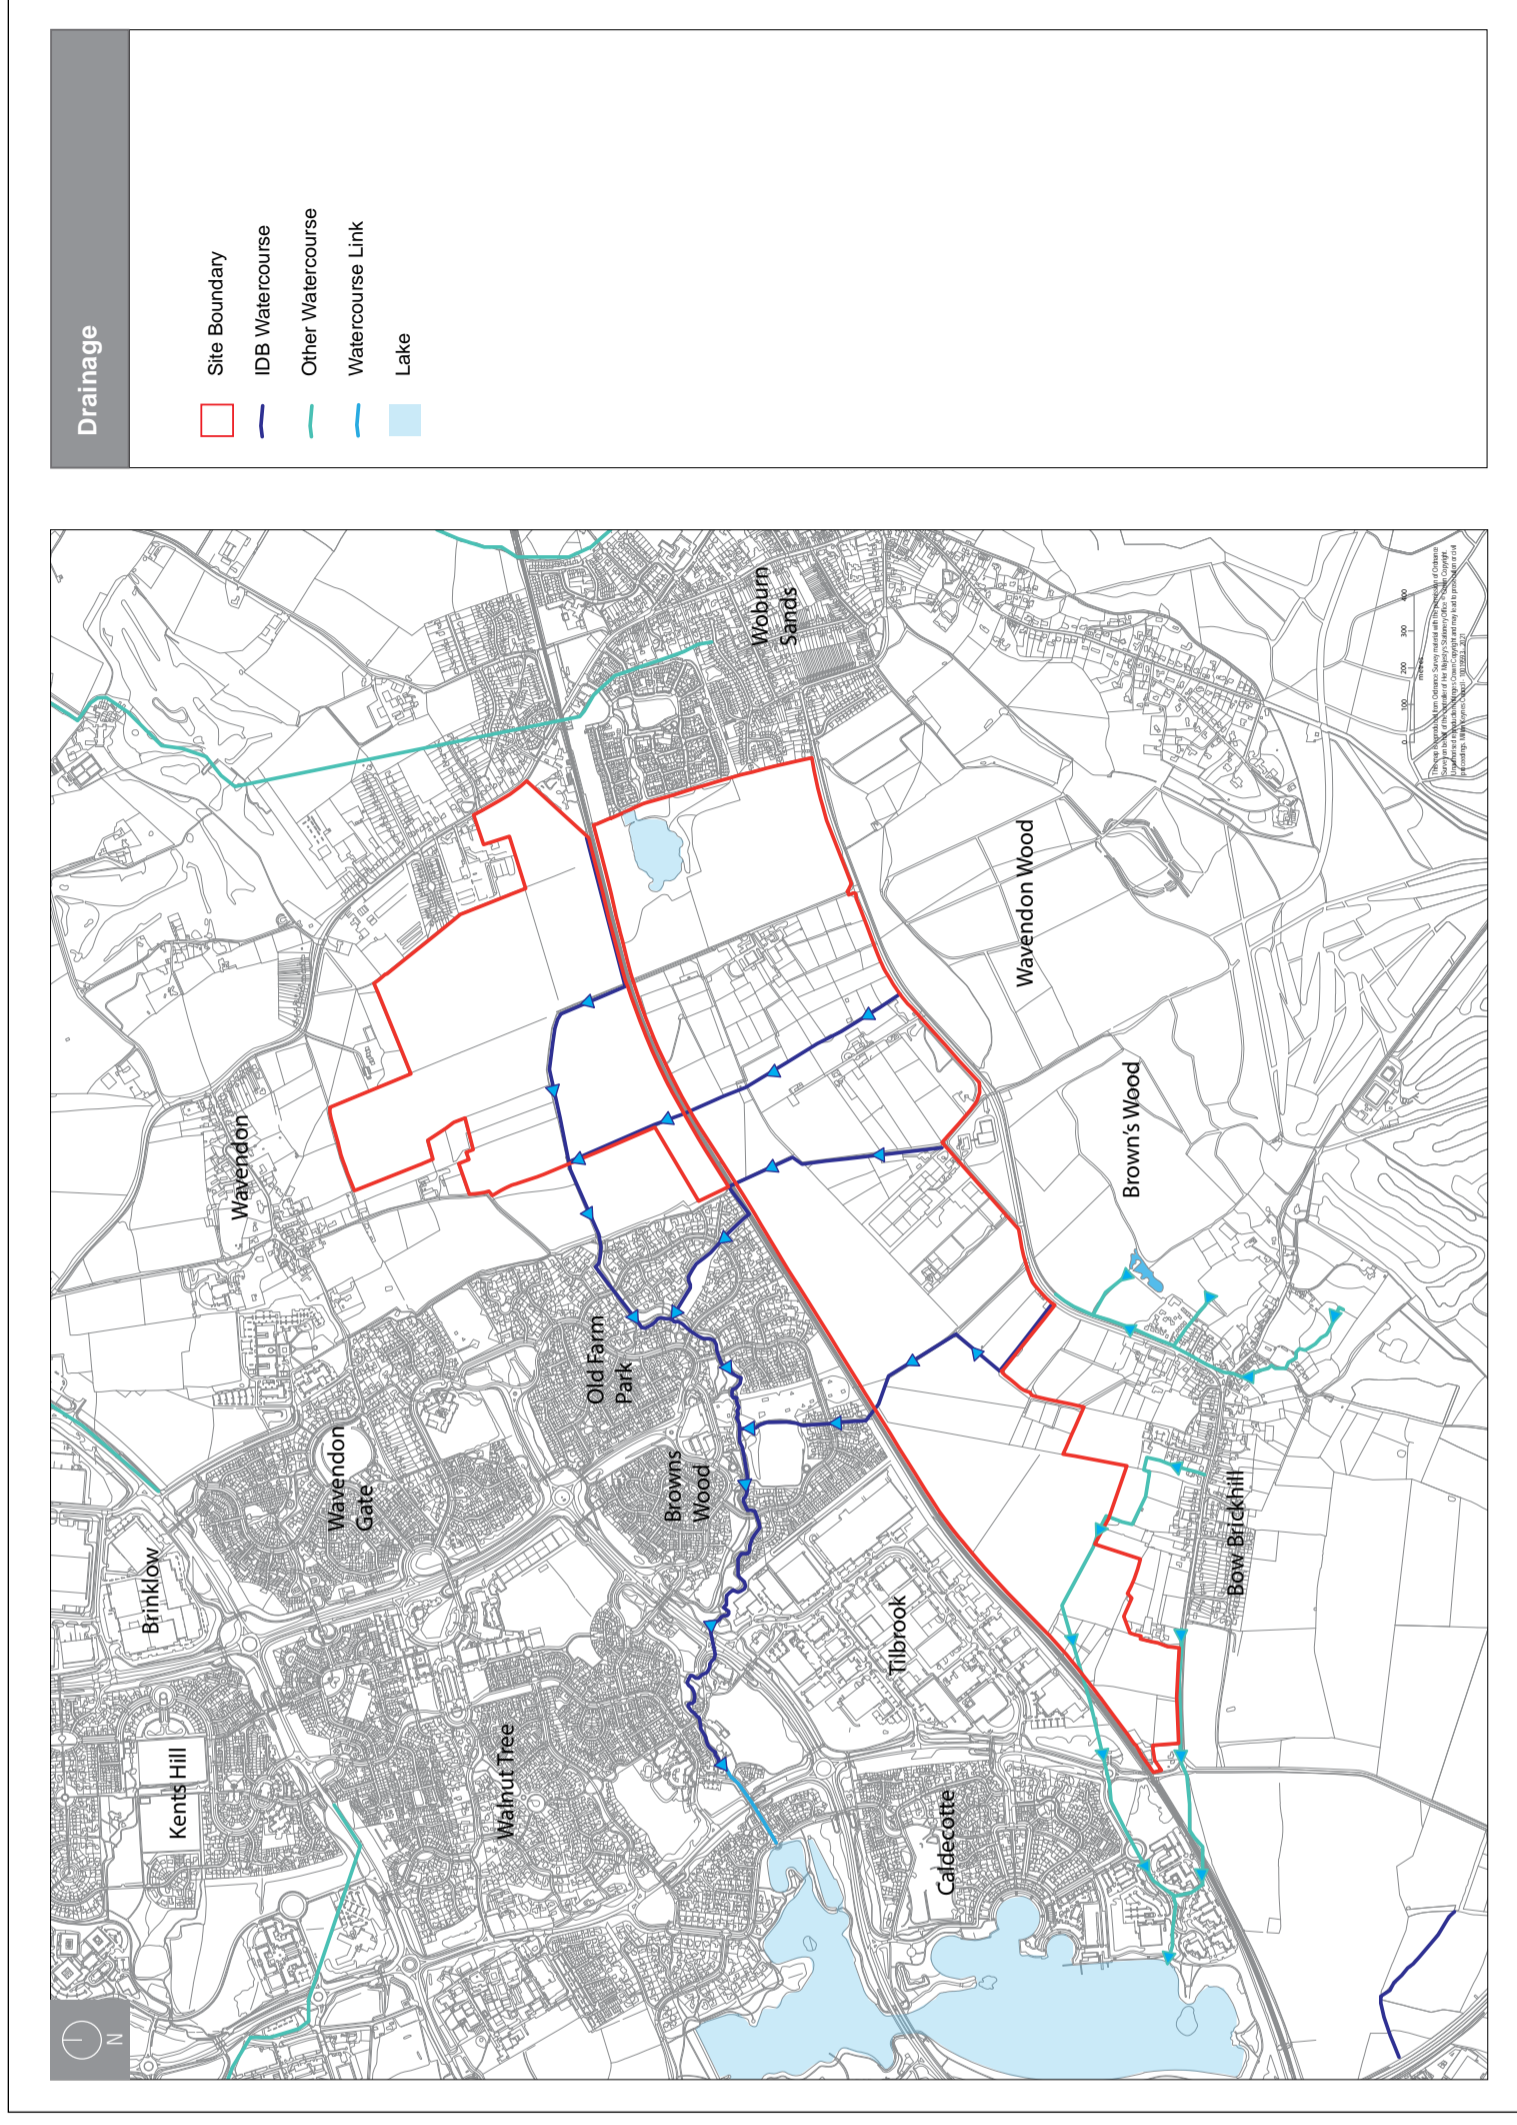 Drainage
Site Boundary
IDB Watercourse
Other Watercourse
Watercourse Link
Lake
N
Kents Hill
Brinklow
Wavendon
Gate
Wavendon
Walnut Tree
Old Farm
Park
Browns
Wood
Woburn
Sands
Tilbrook
Caldecotte
Wavendon Wood
Brown's Wood
Bow Brickhill
0 100 200 300 400
metres